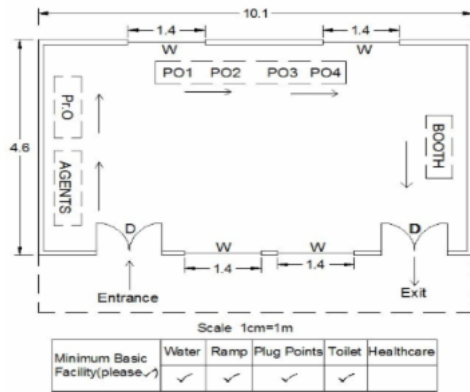 10.1
1.4 1.4
W W
PO1 PO2 PO3 PO4
Pr.O
4.6
BOOTH
AGENTS
D D
W W
1.4 1.4
Entrance Exit
Scale 1cm=1m
Minimum Basic Facility(please ✓) Water Ramp Plug Points Toilet Healthcare
✓ ✓ ✓ ✓